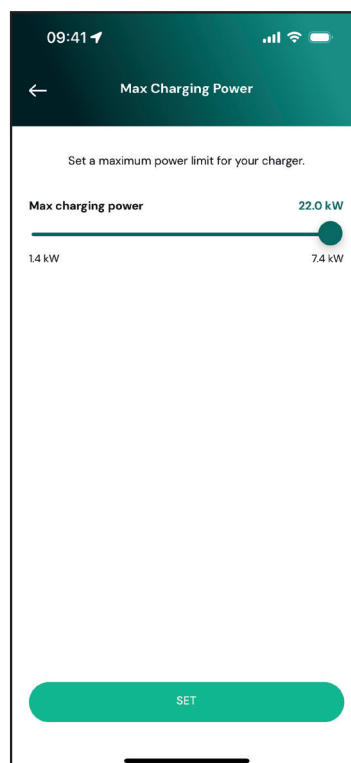 09:41
Max Charging Power
Set a maximum power limit for your charger.
Max charging power 22.0 kW
1.4 kW 7.4 kW
SET